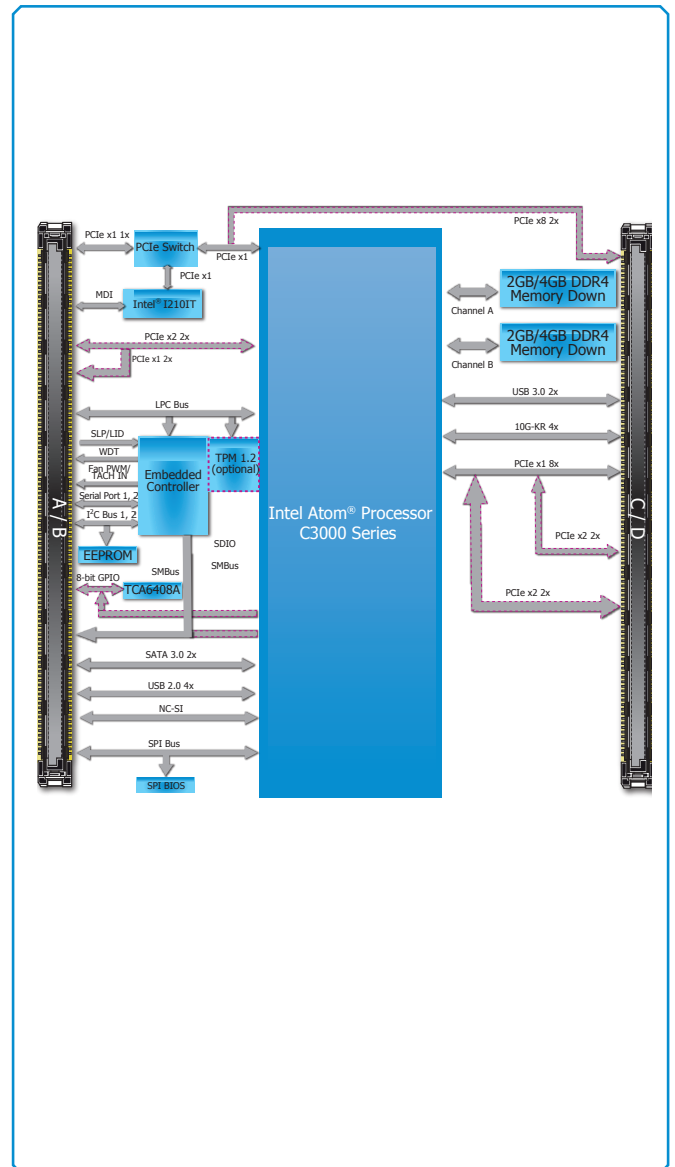 PCIe x8 2x
PCIe x1 1x
PCIe Switch
PCIe x1
PCIe x1
MDI
Intel® I210IT
2GB/4GB DDR4
Memory Down
Channel A
2GB/4GB DDR4
Memory Down
Channel B
PCIe x2 2x
PCIe x1 2x
USB 3.0 2x
LPC Bus
10G-KR 4x
SLP/LID
WDT
Fan PWM/
TACH IN
Serial Port 1, 2
I²C Bus 1, 2
Embedded
Controller
TPM 1.2
(optional)
PCIe x1 8x
A / B
Intel Atom® Processor
C3000 Series
C / D
EEPROM
SDIO
PCIe x2 2x
8-bit GPIO
SMBus
SMBus
TCA6408A
PCIe x2 2x
SATA 3.0 2x
USB 2.0 4x
NC-SI
SPI Bus
SPI BIOS